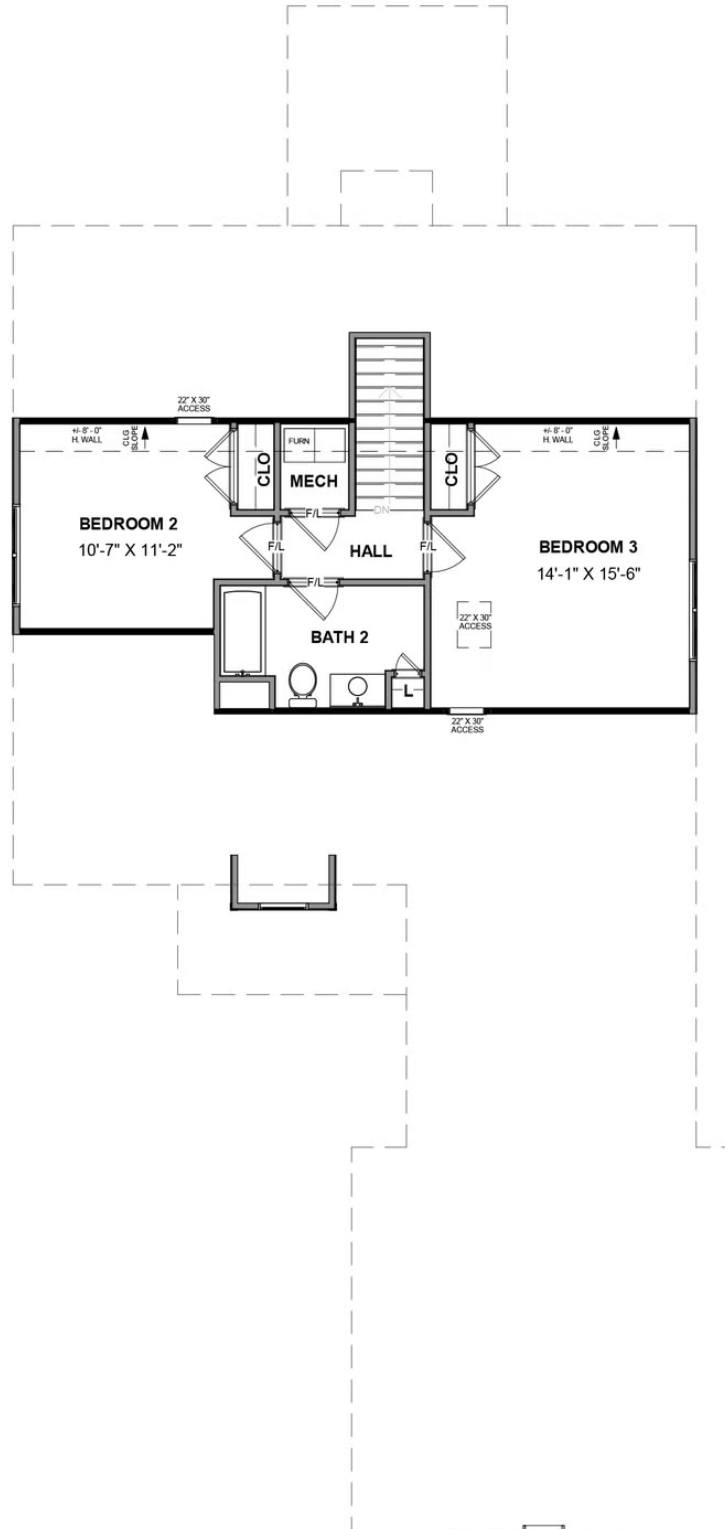 22" X 30"
ACCESS
+/- 8' - 0"
H. WALL
CLG
SLOPE
CLO
FURN
MECH
CLO
+/- 8' - 0"
H. WALL
CLG
SLOPE
F/L
DN
BEDROOM 2
10'-7" X 11'-2"
F/L
HALL
F/L
BEDROOM 3
14'-1" X 15'-6"
F/L
22" X 30"
ACCESS
BATH 2
L
22" X 30"
ACCESS